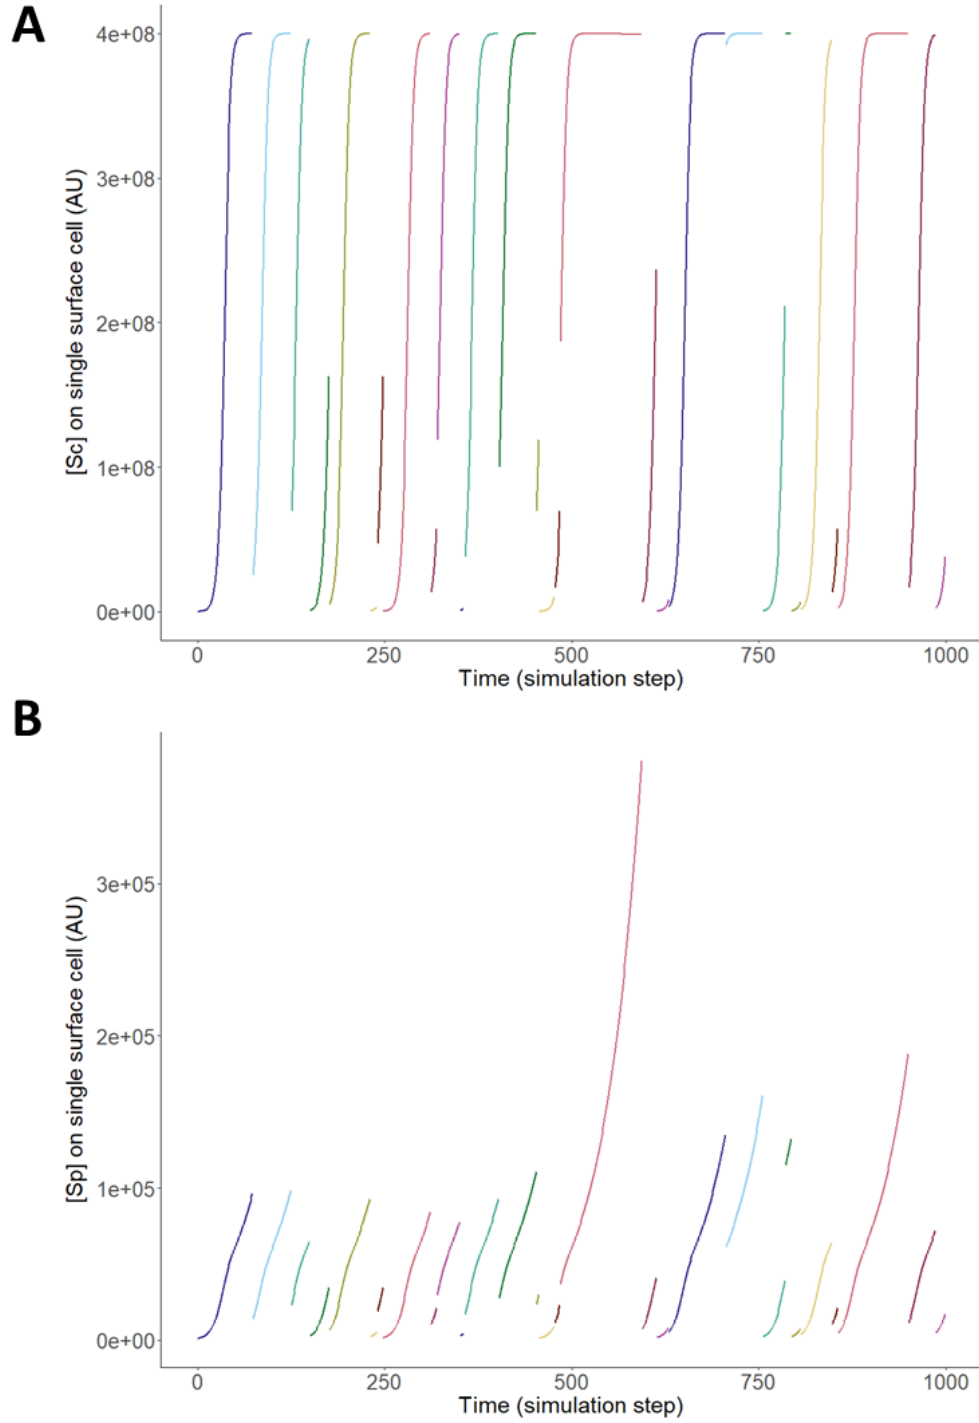 A
4e+08
3e+08
2e+08
1e+08
0e+00
[Sc] on single surface cell (AU)
0 250 500 750 1000
Time (simulation step)
B
3e+05
2e+05
1e+05
0e+00
[Sp] on single surface cell (AU)
0 250 500 750 1000
Time (simulation step)